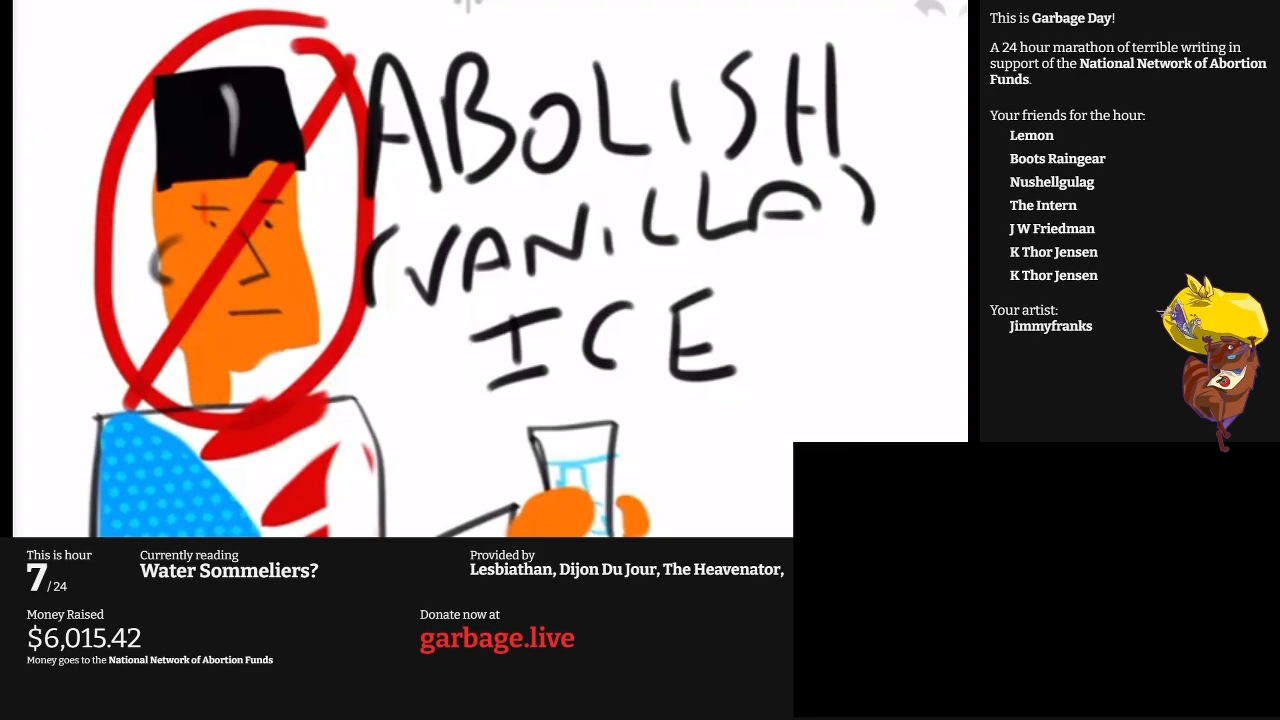 ABOLISH
(VANILLA)
ICE
This is Garbage Day!
A 24 hour marathon of terrible writing in
support of the National Network of Abortion
Funds.
Your friends for the hour:
Lemon
Boots Raingear
Nushellgulag
The Intern
J W Friedman
K Thor Jensen
K Thor Jensen
Your artist:
Jimmyfranks
This is hour
7/24
Currently reading
Water Sommeliers?
Provided by
Lesbiathan, Dijon Du Jour, The Heavenator,
Money Raised
$6,015.42
Money goes to the National Network of Abortion Funds
Donate now at
garbage.live